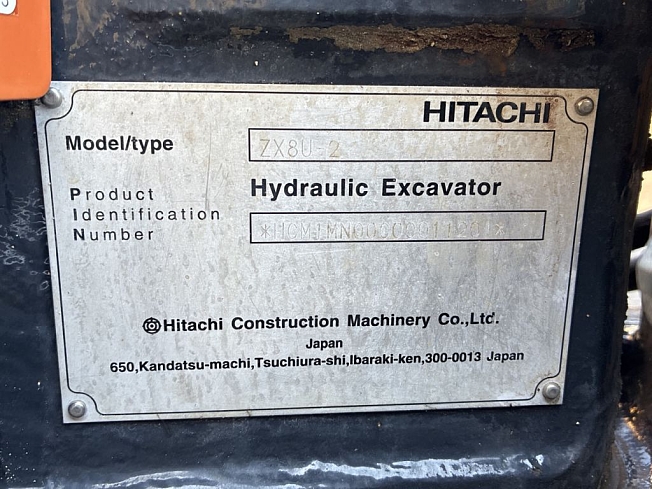 HITACHI
Model/type ZX8U-2
Hydraulic Excavator
Product
Identification
Number
Hitachi Construction Machinery Co.,Ltd.
Japan
650,Kandatsu-machi,Tsuchiura-shi,Ibaraki-ken,300-0013 Japan